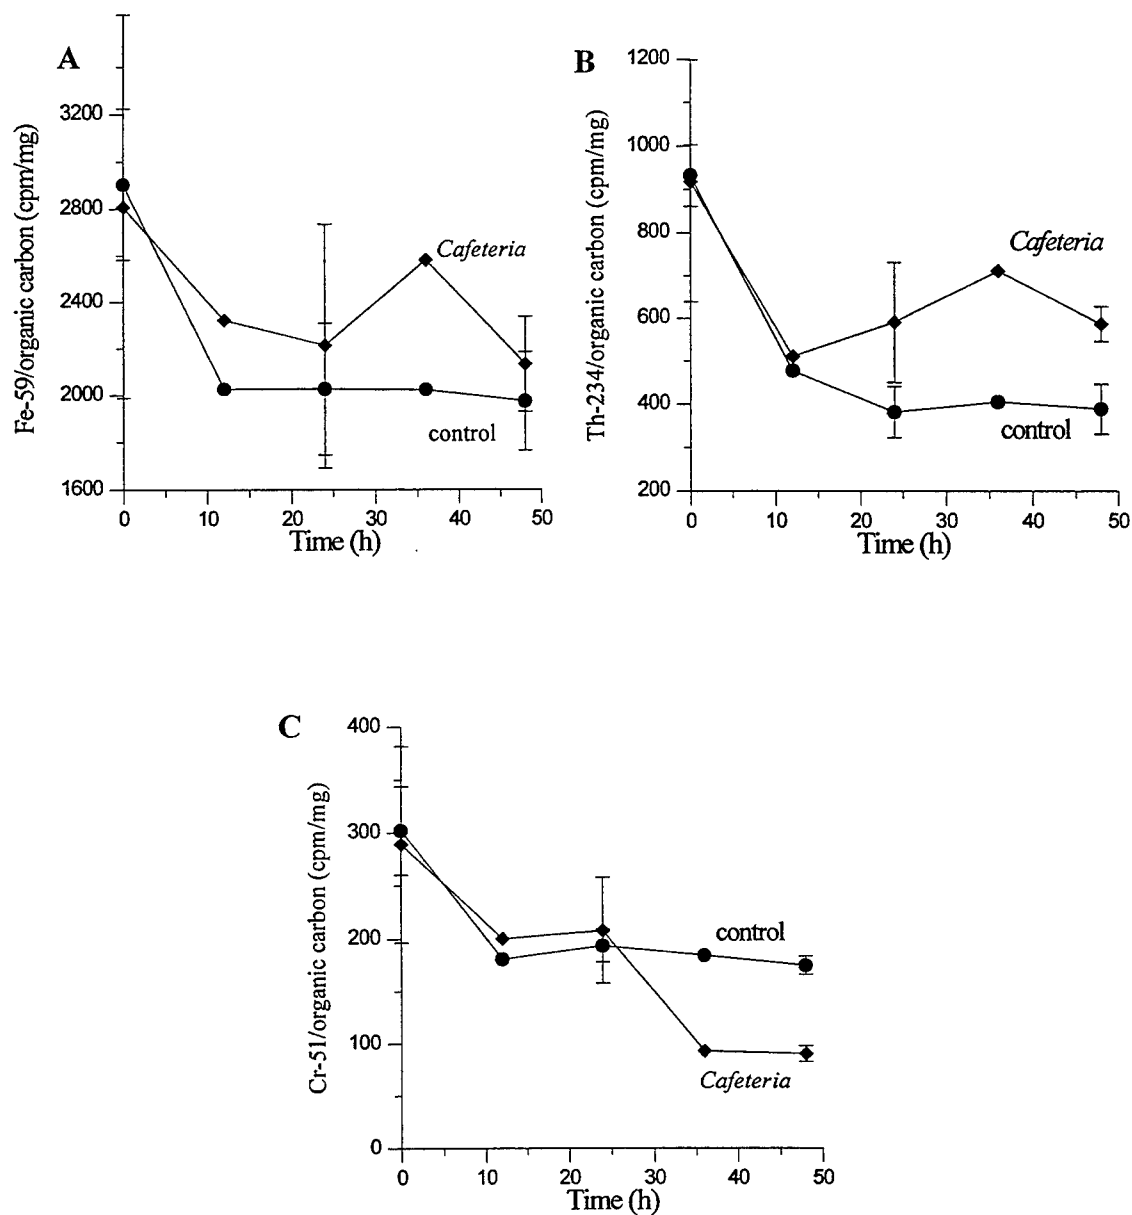 A
Fe-59/organic carbon (cpm/mg)
3200
2800
2400
2000
1600
Cafeteria
control
0 10 20 30 40 50
Time (h)
B
Th-234/organic carbon (cpm/mg)
1200
1000
800
600
400
200
Cafeteria
control
0 10 20 30 40 50
Time (h)
C
Cr-51/organic carbon (cpm/mg)
400
300
200
100
0
control
Cafeteria
0 10 20 30 40 50
Time (h)